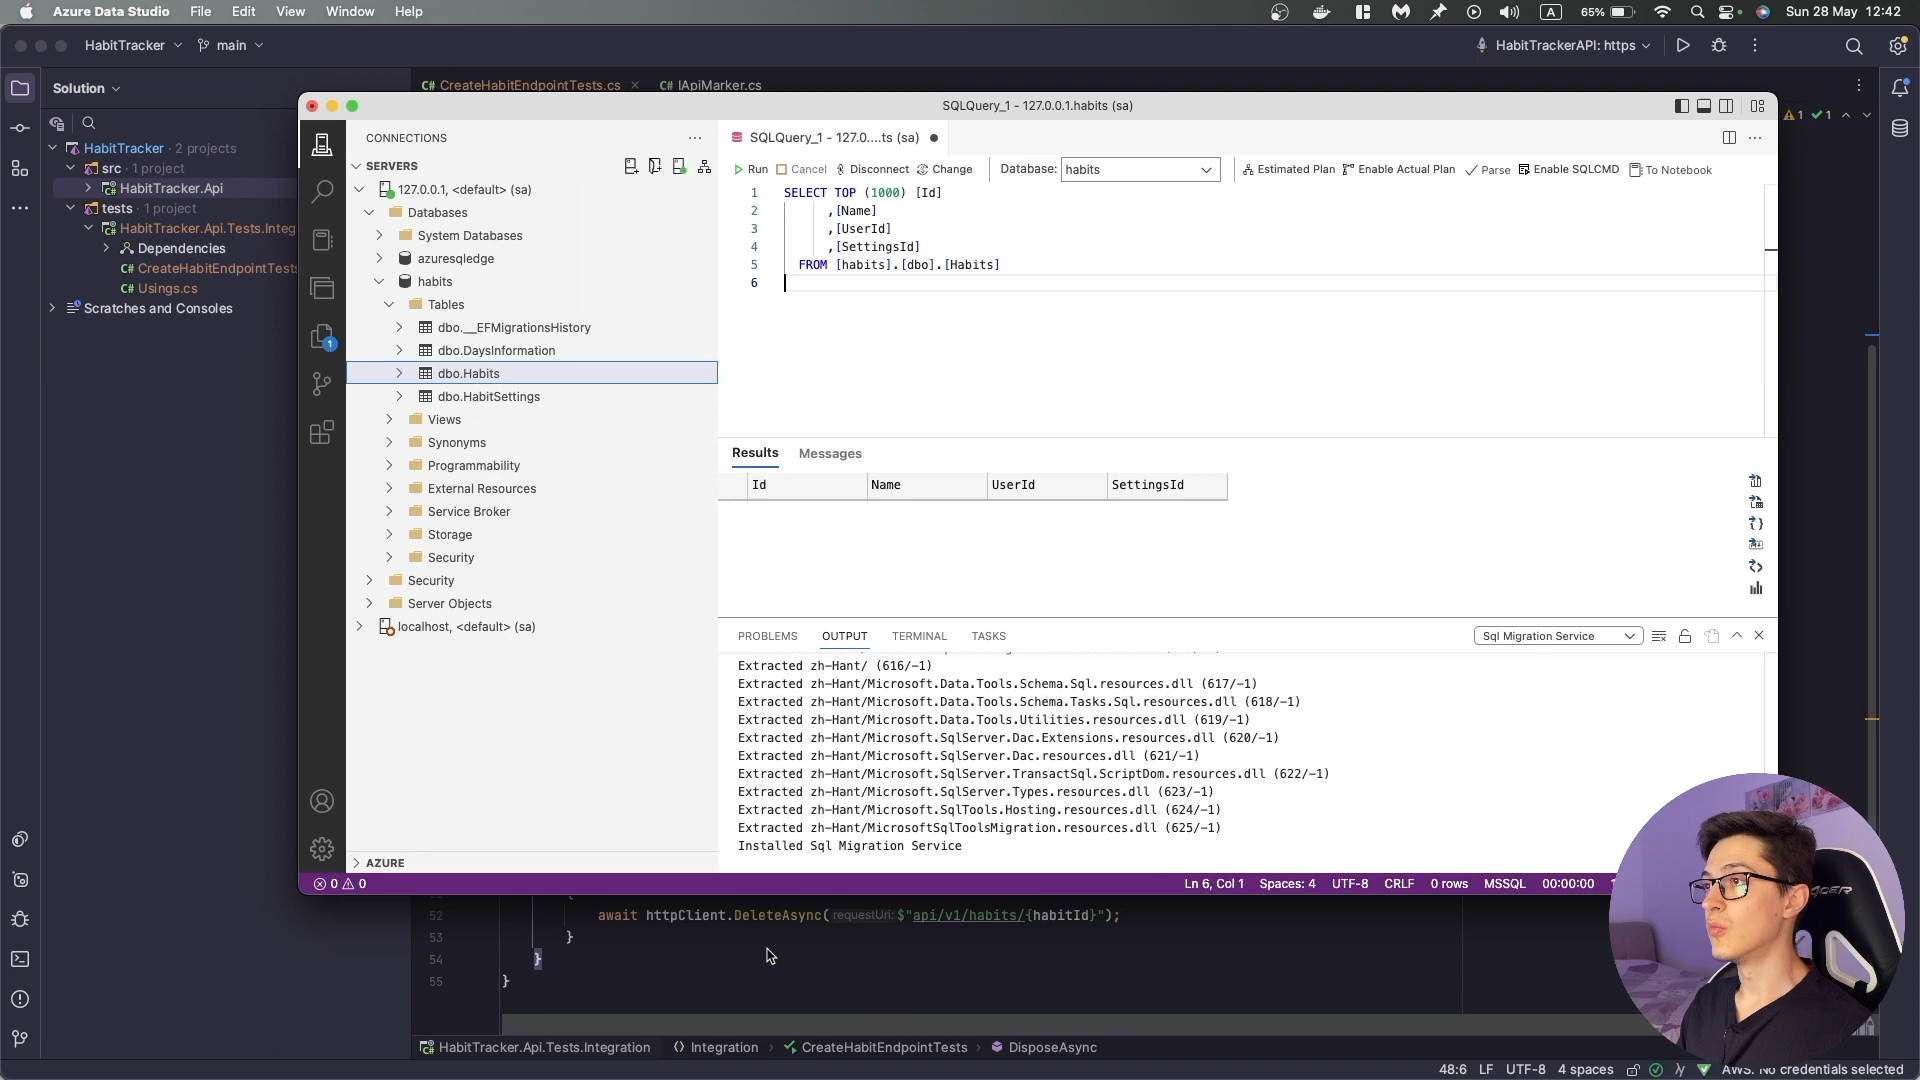 Azure Data Studio File Edit View Window Help
A 65% Sun 28 May 12:42
HabitTracker main HabitTrackerAPI: https
Solution
CreateHabitEndpointTests.cs
IApiMarker.cs
1 1
HabitTracker · 2 projects
src · 1 project
HabitTracker.Api
tests · 1 project
HabitTracker.Api.Tests.Integ
Dependencies
CreateHabitEndpointTests
C# Usings.cs
Scratches and Consoles
SQLQuery_1 - 127.0.0.1.habits (sa)
CONNECTIONS
SERVERS
127.0.0.1, <default> (sa)
Databases
System Databases
azuresqledge
habits
Tables
dbo.__EFMigrationsHistory
dbo.DaysInformation
dbo.Habits
dbo.HabitSettings
Views
Synonyms
Programmability
External Resources
Service Broker
Storage
Security
Security
Server Objects
localhost, <default> (sa)
AZURE
1
SQLQuery_1 - 127.0....ts (sa)
Run Cancel Disconnect Change Database: habits Estimated Plan Enable Actual Plan Parse Enable SQLCMD To Notebook
1 SELECT TOP (1000) [Id]
2 ,[Name]
3 ,[UserId]
4 ,[SettingsId]
5 FROM [habits].[dbo].[Habits]
6
Results Messages
Id Name UserId SettingsId
PROBLEMS OUTPUT TERMINAL TASKS Sql Migration Service
Extracted zh-Hant/ (616/-1)
Extracted zh-Hant/Microsoft.Data.Tools.Schema.Sql.resources.dll (617/-1)
Extracted zh-Hant/Microsoft.Data.Tools.Schema.Tasks.Sql.resources.dll (618/-1)
Extracted zh-Hant/Microsoft.Data.Tools.Utilities.resources.dll (619/-1)
Extracted zh-Hant/Microsoft.SqlServer.Dac.Extensions.resources.dll (620/-1)
Extracted zh-Hant/Microsoft.SqlServer.Dac.resources.dll (621/-1)
Extracted zh-Hant/Microsoft.SqlServer.TransactSql.ScriptDom.resources.dll (622/-1)
Extracted zh-Hant/Microsoft.SqlServer.Types.resources.dll (623/-1)
Extracted zh-Hant/Microsoft.SqlTools.Hosting.resources.dll (624/-1)
Extracted zh-Hant/MicrosoftSqlToolsMigration.resources.dll (625/-1)
Installed Sql Migration Service
0 0 Ln 6, Col 1 Spaces: 4 UTF-8 CRLF 0 rows MSSQL 00:00:00
52 await httpClient.DeleteAsync(requestUri: $"api/v1/habits/{habitId}");
53 }
54 }
55 }
HabitTracker.Api.Tests.Integration Integration CreateHabitEndpointTests DisposeAsync
48:6 LF UTF-8 4 spaces AWS: No credentials selected